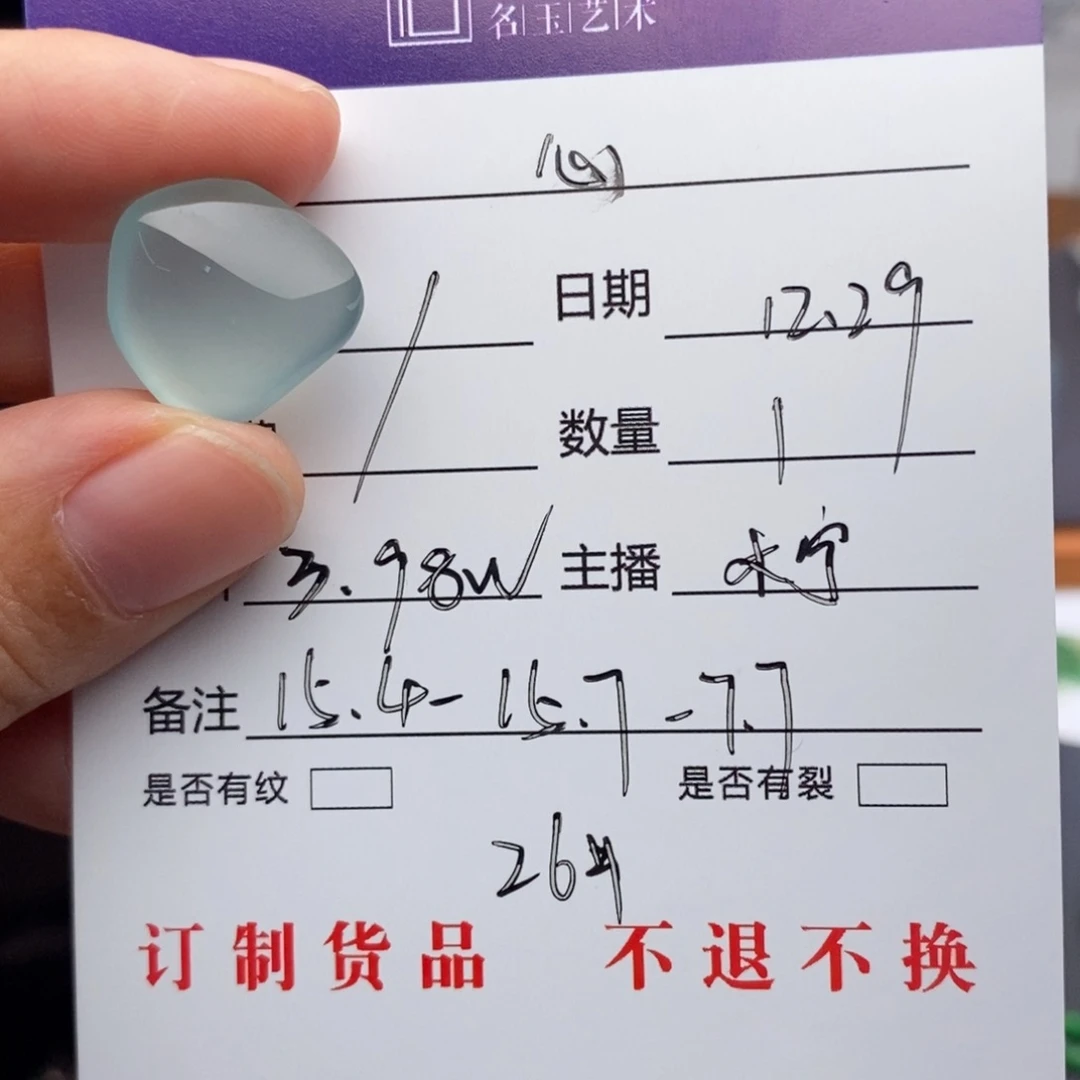 名玉艺术
日期 12.29
数量 1
3.98W 主播
备注 15.4-15.7-7.7
是否有纹 是否有裂
264
订制货品 不退不换